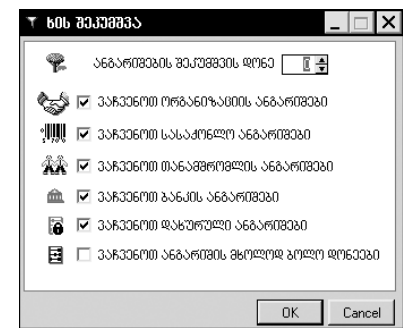 ხის შეკუმშვა
ანგარიშების შეკუმშვის დონე
ვაჩვენოთ ორგანიზაციის ანგარიშები
ვაჩვენოთ სასაქონლო ანგარიშები
ვაჩვენოთ თანამშრომლის ანგარიშები
ვაჩვენოთ ბანკის ანგარიშები
ვაჩვენოთ დახურული ანგარიშები
ვაჩვენოთ ანგარიშის მხოლოდ ბოლო დონეები
OK Cancel